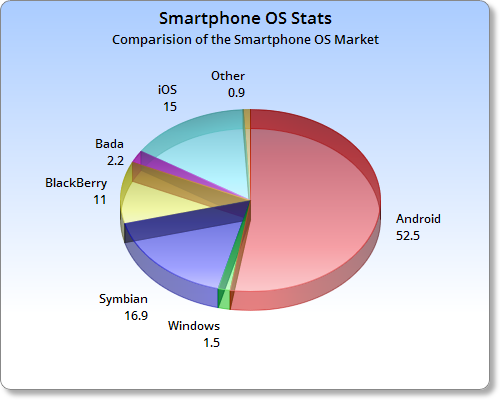 Smartphone OS Stats
Comparision of the Smartphone OS Market
Other
0.9
iOS
15
Bada
2.2
BlackBerry
11
Android
52.5
Symbian
16.9
Windows
1.5